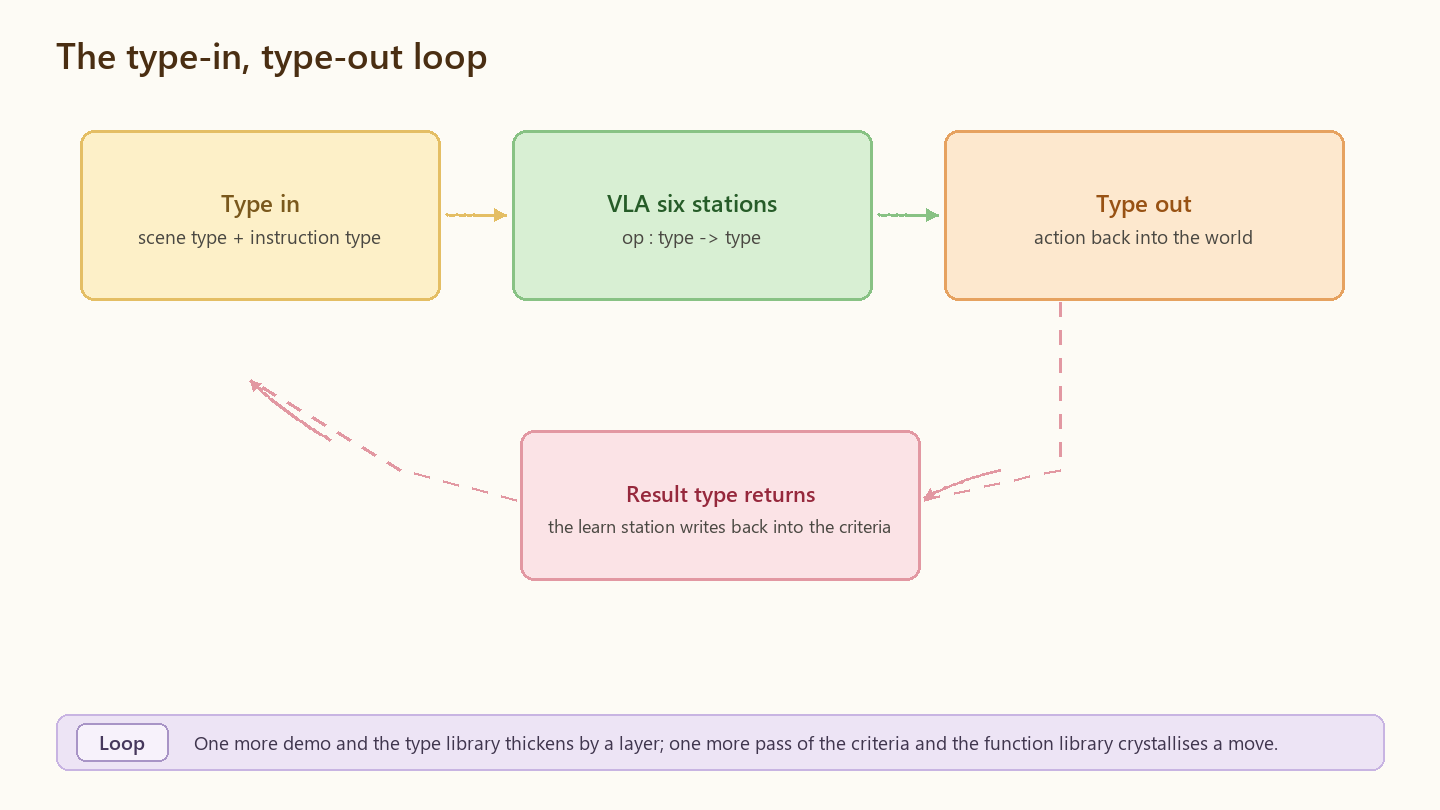 The type-in, type-out loop
Type in
scene type + instruction type
VLA six stations
op : type -> type
Type out
action back into the world
Result type returns
the learn station writes back into the criteria
Loop
One more demo and the type library thickens by a layer; one more pass of the criteria and the function library crystallises a move.